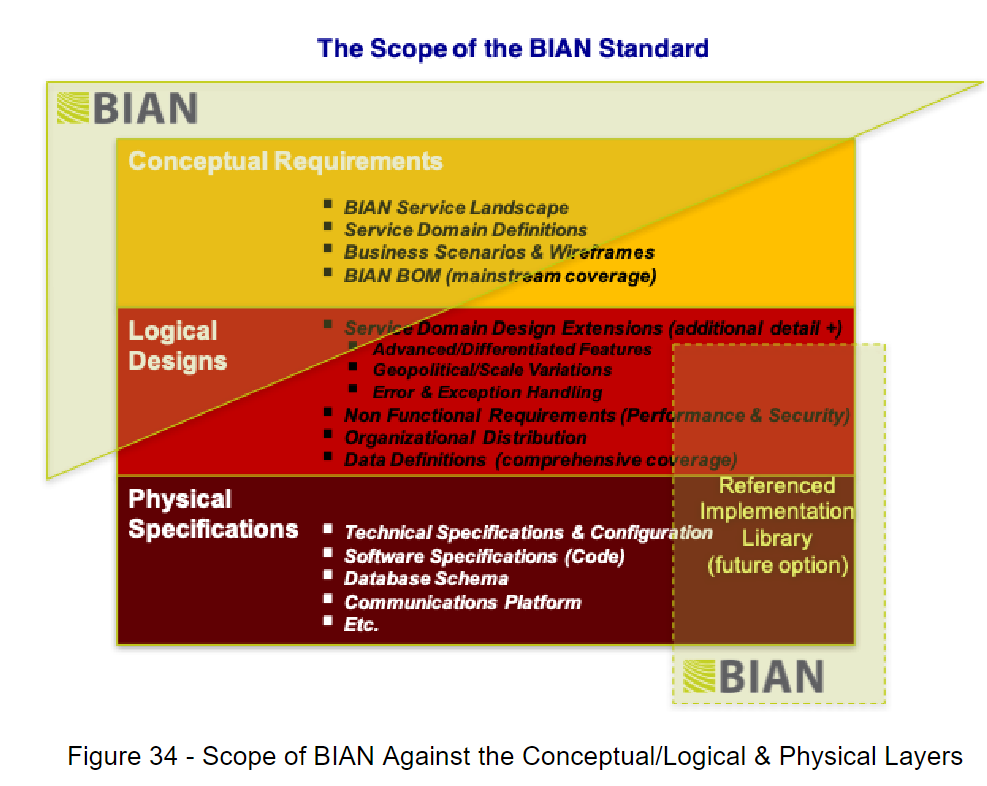 The Scope of the BIAN Standard
BIAN
Conceptual Requirements
BIAN Service Landscape
Service Domain Definitions
Business Scenarios & Wireframes
BIAN BOM (mainstream coverage)
Logical
Designs
Service Domain Design Extensions (additional detail +)
Advanced/Differentiated Features
Geopolitical/Scale Variations
Error & Exception Handling
Non Functional Requirements (Performance & Security)
Organizational Distribution
Data Definitions (comprehensive coverage)
Physical
Specifications
Technical Specifications & Configuration
Software Specifications (Code)
Database Schema
Communications Platform
Etc.
Referenced
Implementation
Library
(future option)
BIAN
Figure 34 - Scope of BIAN Against the Conceptual/Logical & Physical Layers